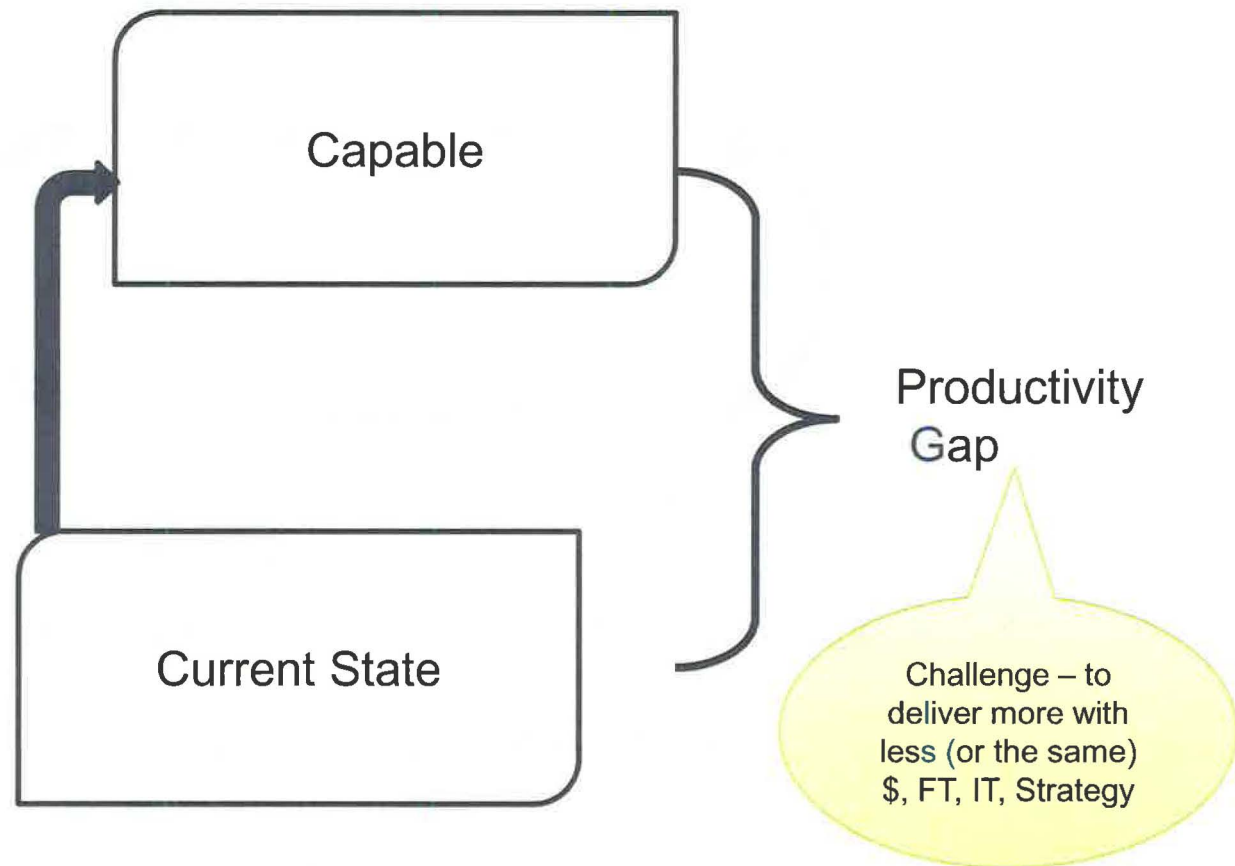 Capable
Productivity
Gap
Current State
Challenge – to
deliver more with
less (or the same)
$, FT, IT, Strategy